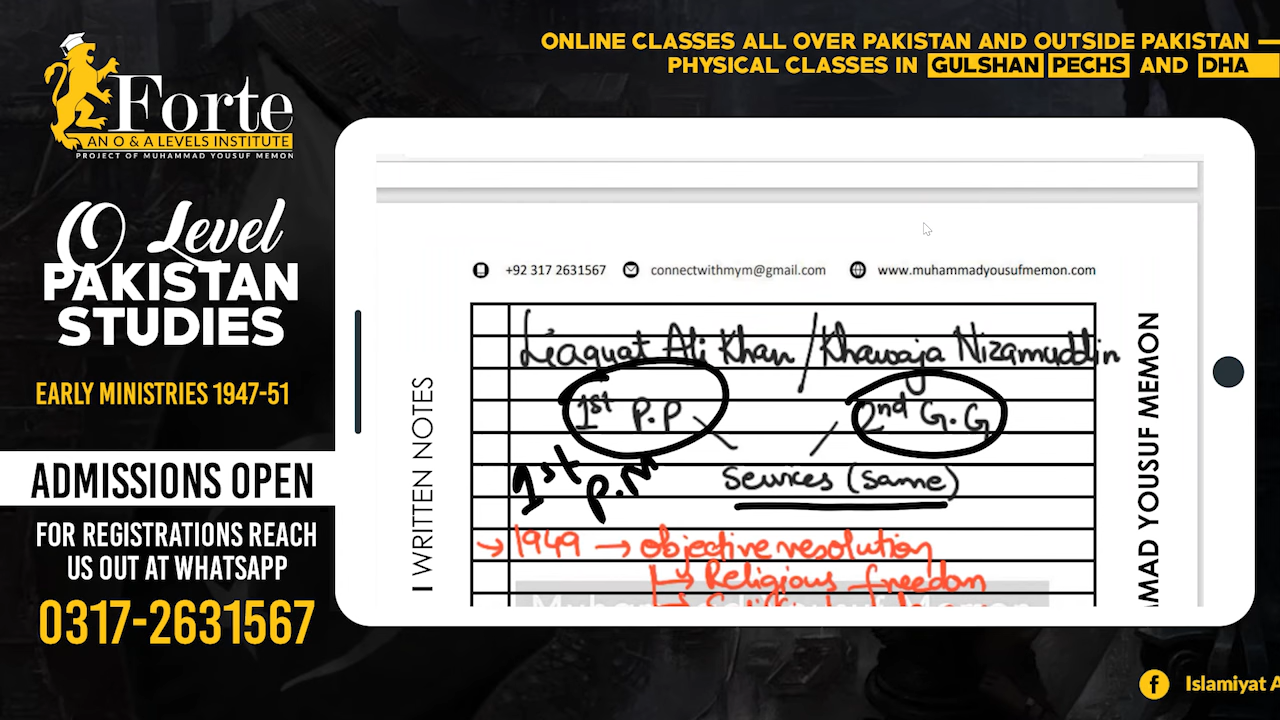 Forte
AN O & A LEVELS INSTITUTE
PROJECT OF MUHAMMAD YOUSUF MEMON
O Level
PAKISTAN
STUDIES
EARLY MINISTRIES 1947-51
ADMISSIONS OPEN
FOR REGISTRATIONS REACH
US OUT AT WHATSAPP
0317-2631567
ONLINE CLASSES ALL OVER PAKISTAN AND OUTSIDE PAKISTAN
PHYSICAL CLASSES IN GULSHAN PECHS AND DHA
+92 317 2631567 connectwithmym@gmail.com www.muhammadyousufmemon.com
Liaquat Ali Khan / Khawaja Nizamuddin
1st P.P 2nd G.G
1st P.M
Services (same)
→ 1949 → objective resolution
↳ Religious freedom
I WRITTEN NOTES
MAD YOUSUF MEMON
Islamiyat A